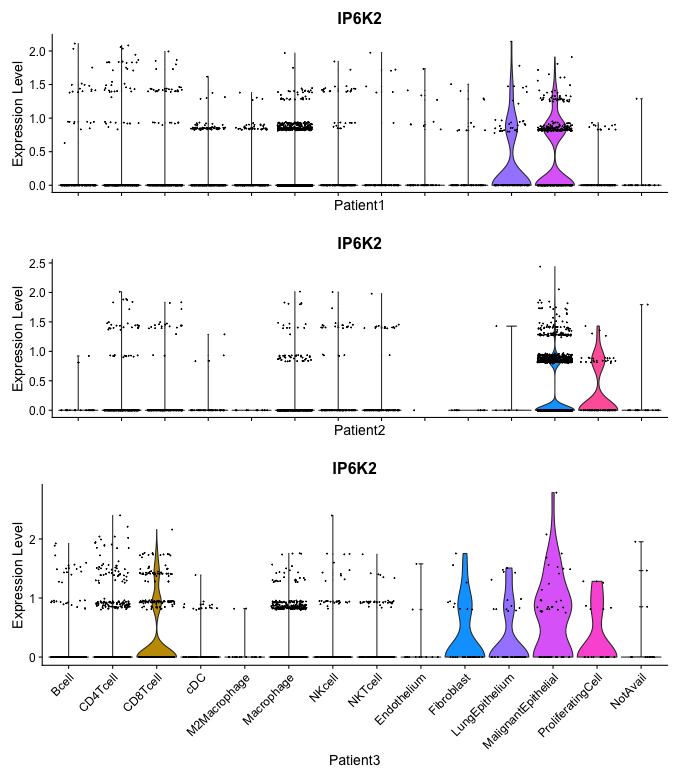 IP6K2
Expression Level
2.0
1.5
1.0
0.5
0.0
Patient1
IP6K2
Expression Level
2.5
2.0
1.5
1.0
0.5
0.0
Patient2
IP6K2
Expression Level
2
1
0
Bcell
CD4Tcell
CD8Tcell
cDC
M2Macrophage
Macrophage
NKcell
NKTcell
Endothelium
Fibroblast
LungEpithelium
MalignantEpithelial
ProliferatingCell
NotAvail
Patient3